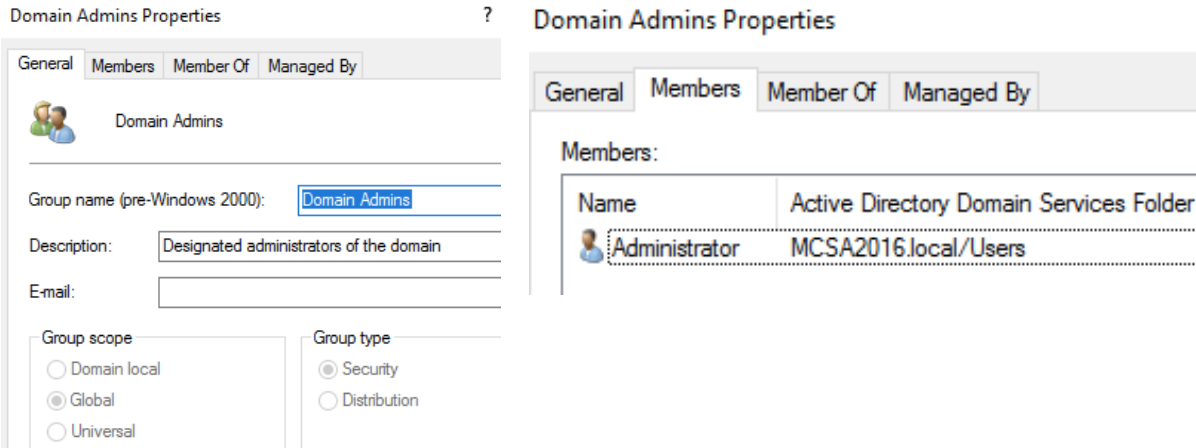 Domain Admins Properties ?
General Members Member Of Managed By
Domain Admins
Group name (pre-Windows 2000): Domain Admins
Description: Designated administrators of the domain
E-mail:
Group scope
Domain local
Global
Universal
Group type
Security
Distribution
Domain Admins Properties
General Members Member Of Managed By
Members:
Name Active Directory Domain Services Folder
Administrator MCSA2016.local/Users